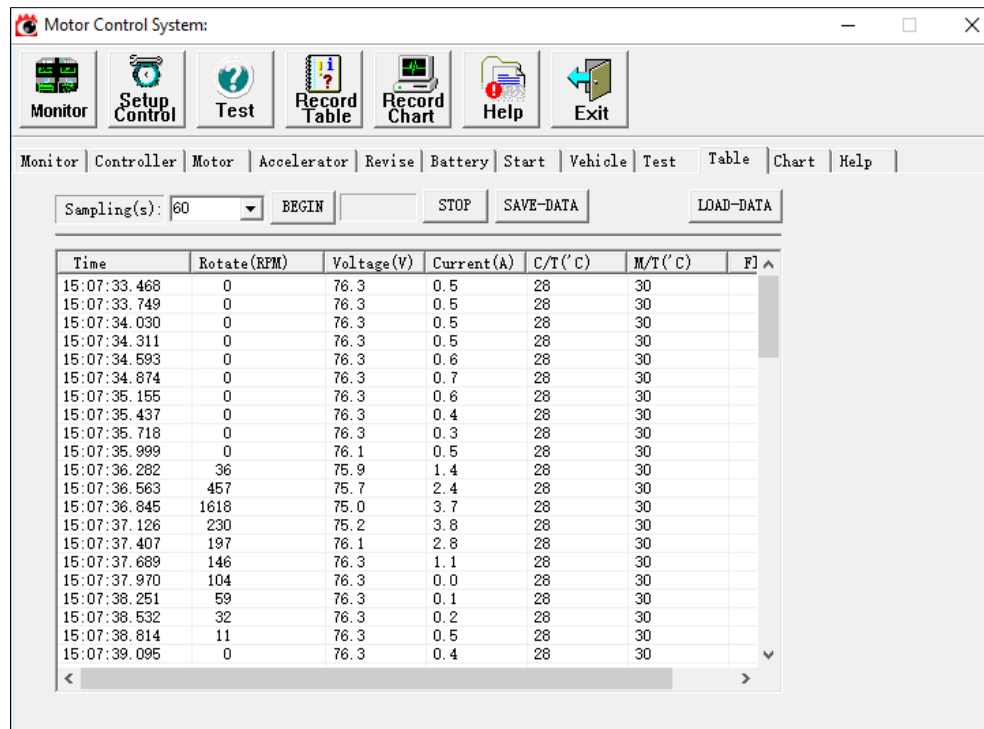 Motor Control System:
Monitor Setup Control Test Record Table Record Chart Help Exit
Monitor Controller Motor Accelerator Revise Battery Start Vehicle Test Table Chart Help
Sampling(s): 60 BEGIN STOP SAVE-DATA LOAD-DATA
Time Rotate(RPM) Voltage(V) Current(A) C/T('C) M/T('C)
15:07:33.468 0 76.3 0.5 28 30
15:07:33.749 0 76.3 0.5 28 30
15:07:34.030 0 76.3 0.5 28 30
15:07:34.311 0 76.3 0.5 28 30
15:07:34.593 0 76.3 0.6 28 30
15:07:34.874 0 76.3 0.7 28 30
15:07:35.155 0 76.3 0.6 28 30
15:07:35.437 0 76.3 0.4 28 30
15:07:35.718 0 76.3 0.3 28 30
15:07:35.999 0 76.1 0.5 28 30
15:07:36.282 36 75.9 1.4 28 30
15:07:36.563 457 75.7 2.4 28 30
15:07:36.845 1618 75.0 3.7 28 30
15:07:37.126 230 75.2 3.8 28 30
15:07:37.407 197 76.1 2.8 28 30
15:07:37.689 146 76.3 1.1 28 30
15:07:37.970 104 76.3 0.0 28 30
15:07:38.251 59 76.3 0.1 28 30
15:07:38.532 32 76.3 0.2 28 30
15:07:38.814 11 76.3 0.5 28 30
15:07:39.095 0 76.3 0.4 28 30